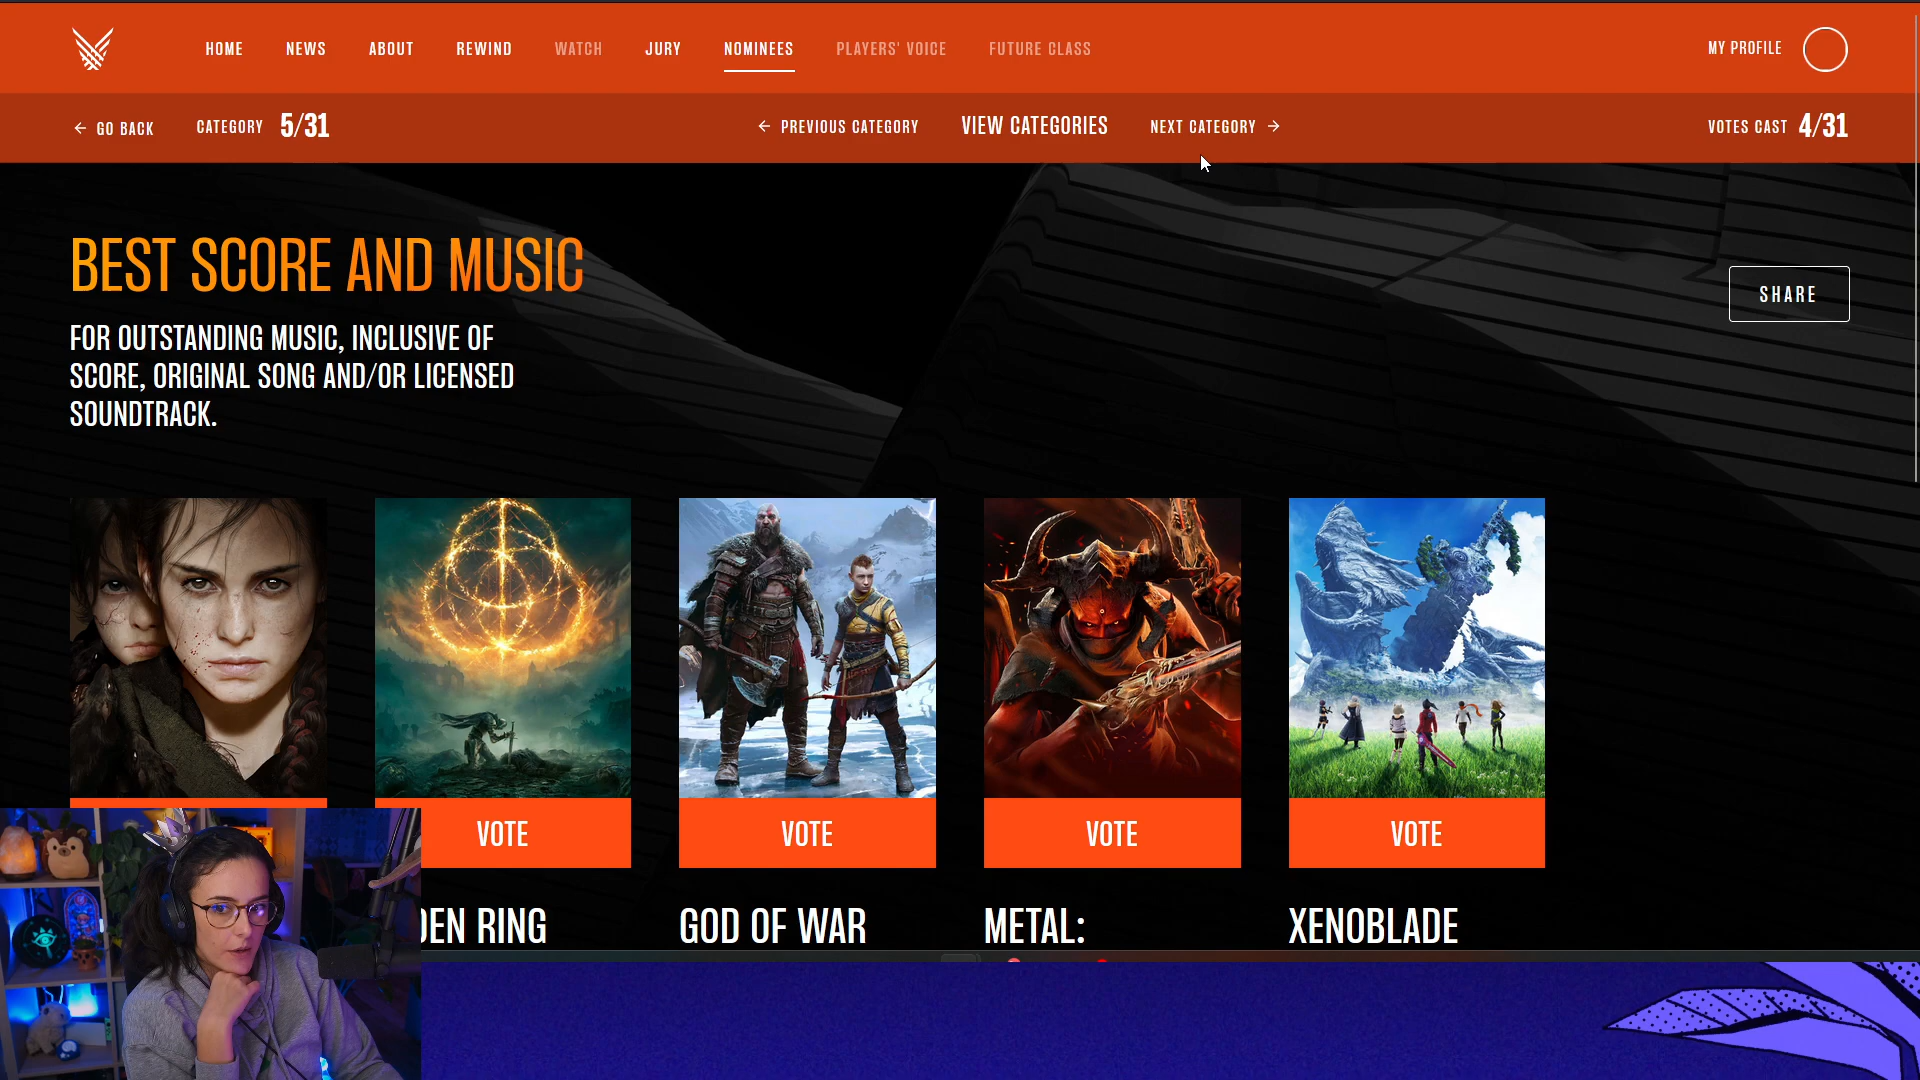 HOME NEWS ABOUT REWIND WATCH JURY NOMINEES PLAYERS' VOICE FUTURE CLASS MY PROFILE
← GO BACK CATEGORY 5/31 ← PREVIOUS CATEGORY VIEW CATEGORIES NEXT CATEGORY → VOTES CAST 4/31
BEST SCORE AND MUSIC
SHARE
FOR OUTSTANDING MUSIC, INCLUSIVE OF
SCORE, ORIGINAL SONG AND/OR LICENSED
SOUNDTRACK.
VOTE VOTE VOTE VOTE
DEN RING GOD OF WAR METAL: XENOBLADE